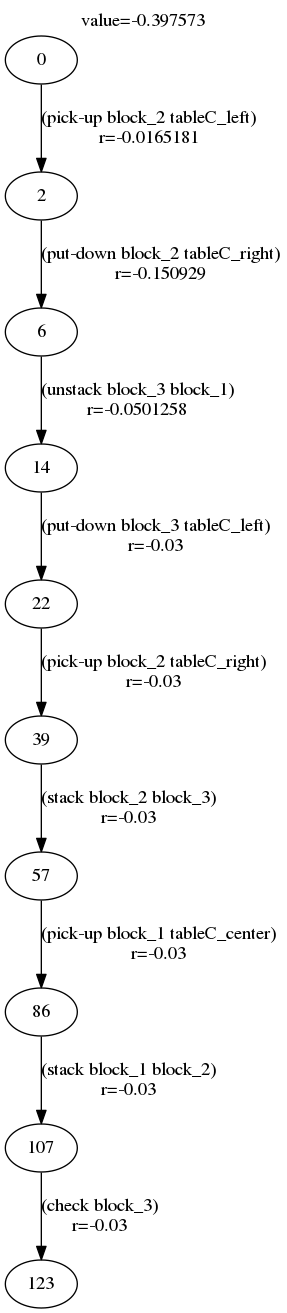 value=-0.397573
0
(pick-up block_2 tableC_left)
r=-0.0165181
2
(put-down block_2 tableC_right)
r=-0.150929
6
(unstack block_3 block_1)
r=-0.0501258
14
(put-down block_3 tableC_left)
r=-0.03
22
(pick-up block_2 tableC_right)
r=-0.03
39
(stack block_2 block_3)
r=-0.03
57
(pick-up block_1 tableC_center)
r=-0.03
86
(stack block_1 block_2)
r=-0.03
107
(check block_3)
r=-0.03
123